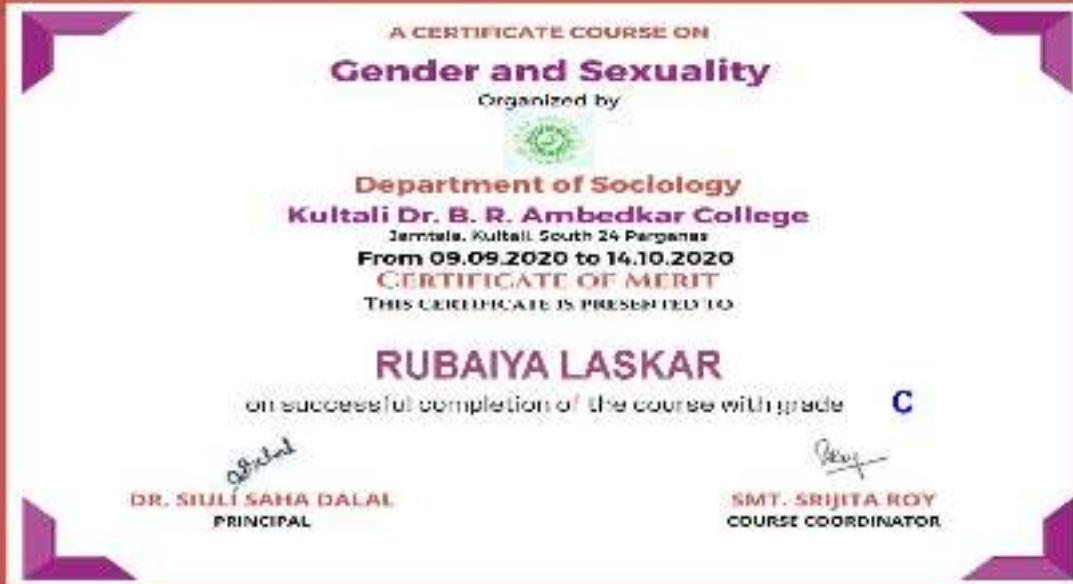 A CERTIFICATE COURSE ON
Gender and Sexuality
Organized by
Department of Sociology
Kultali Dr. B. R. Ambedkar College
Jamtala, Kultali, South 24 Parganas
From 09.09.2020 to 14.10.2020
CERTIFICATE OF MERIT
THIS CERTIFICATE IS PRESENTED TO
RUBAIYA LASKAR
on successful completion of the course with grade C
DR. SIULI SAHA DALAL
PRINCIPAL
SMT. SRIJITA ROY
COURSE COORDINATOR